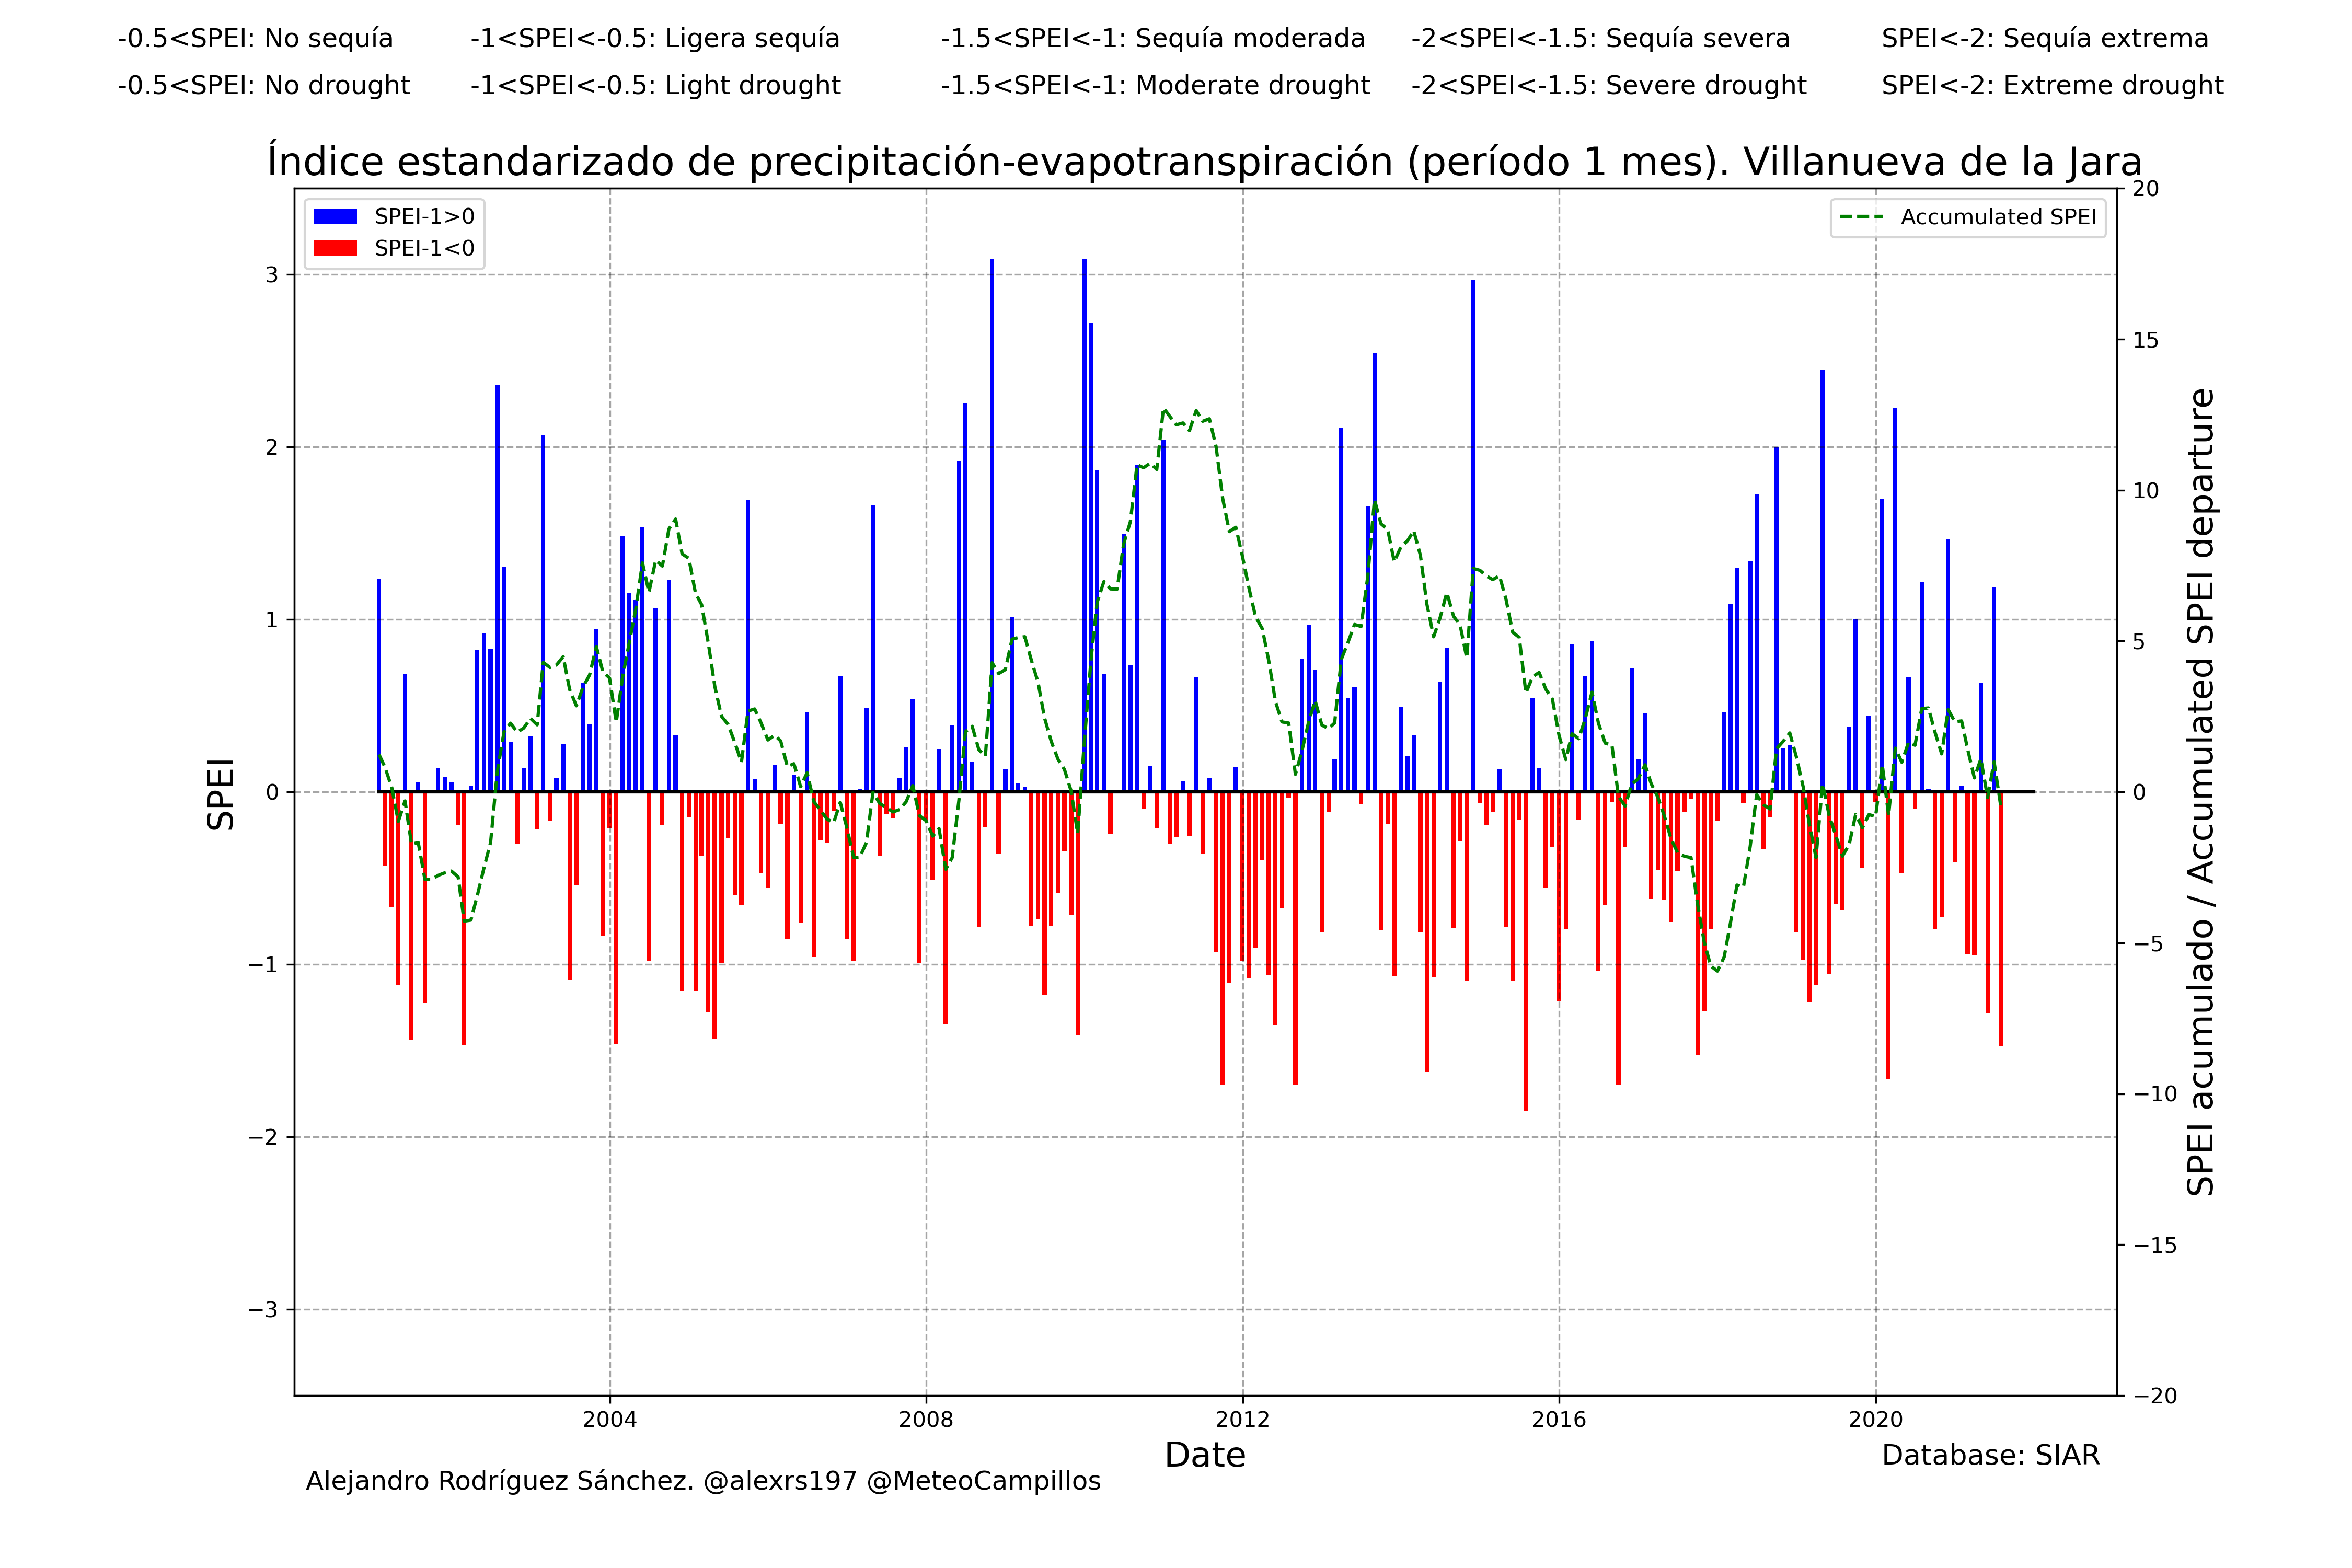 -0.5<SPEI: No sequía -1<SPEI<-0.5: Ligera sequía -1.5<SPEI<-1: Sequía moderada -2<SPEI<-1.5: Sequía severa SPEI<-2: Sequía extrema
-0.5<SPEI: No drought -1<SPEI<-0.5: Light drought -1.5<SPEI<-1: Moderate drought -2<SPEI<-1.5: Severe drought SPEI<-2: Extreme drought
Índice estandarizado de precipitación-evapotranspiración (período 1 mes). Villanueva de la Jara
SPEI-1>0
SPEI-1<0
Accumulated SPEI
SPEI
3
2
1
0
−1
−2
−3
20
15
10
5
0
−5
−10
−15
−20
SPEI acumulado / Accumulated SPEI departure
2004 2008 2012 2016 2020
Date
Database: SIAR
Alejandro Rodríguez Sánchez. @alexrs197 @MeteoCampillos